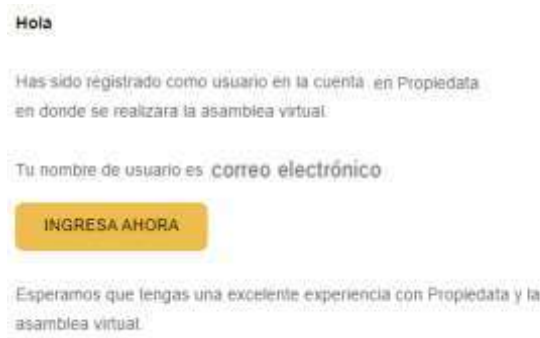 Hola
Has sido registrado como usuario en la cuenta en Propiedata
en donde se realizara la asamblea virtual
Tu nombre de usuario es correo electrónico
INGRESA AHORA
Esperamos que tengas una excelente experiencia con Propiedata y la
asamblea virtual.